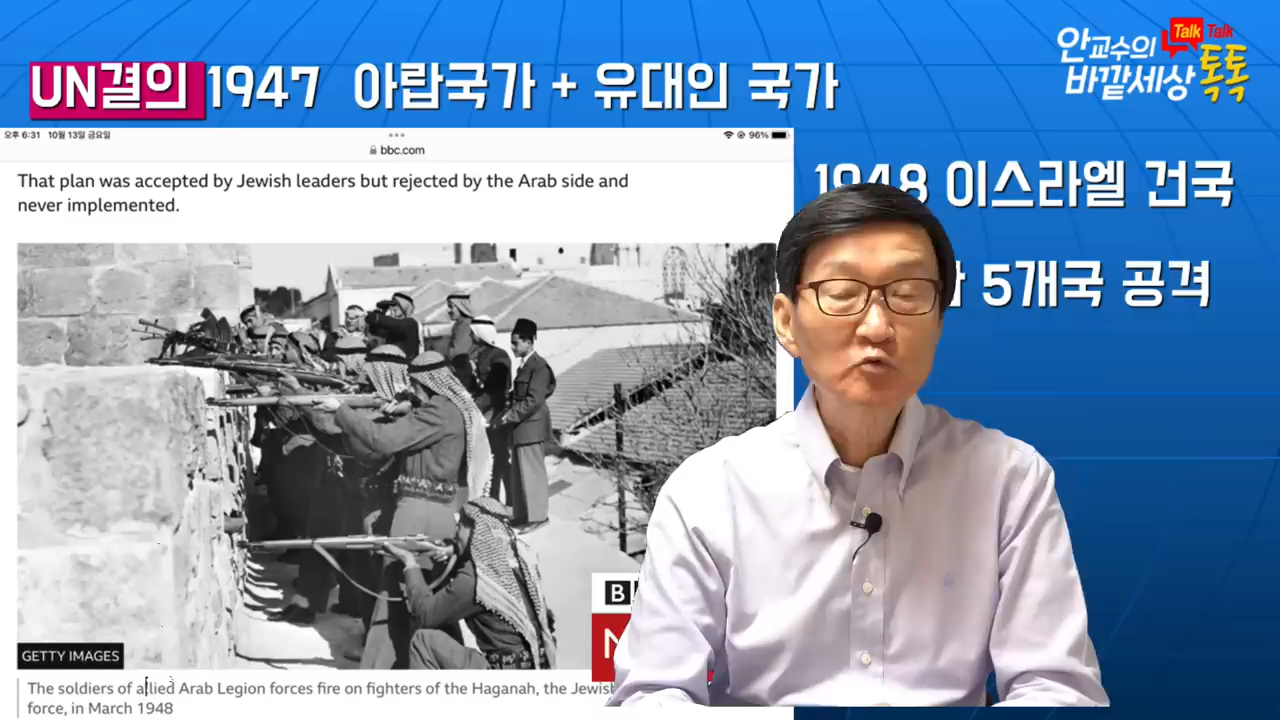 Talk Talk
안교수의
바깥세상 톡톡
UN결의 1947 아랍국가 + 유대인 국가
오후 6:31 10월 13일 금요일
96%
bbc.com
That plan was accepted by Jewish leaders but rejected by the Arab side and
never implemented.
1948 이스라엘 건국
5개국 공격
GETTY IMAGES
The soldiers of allied Arab Legion forces fire on fighters of the Haganah, the
force, in March 1948